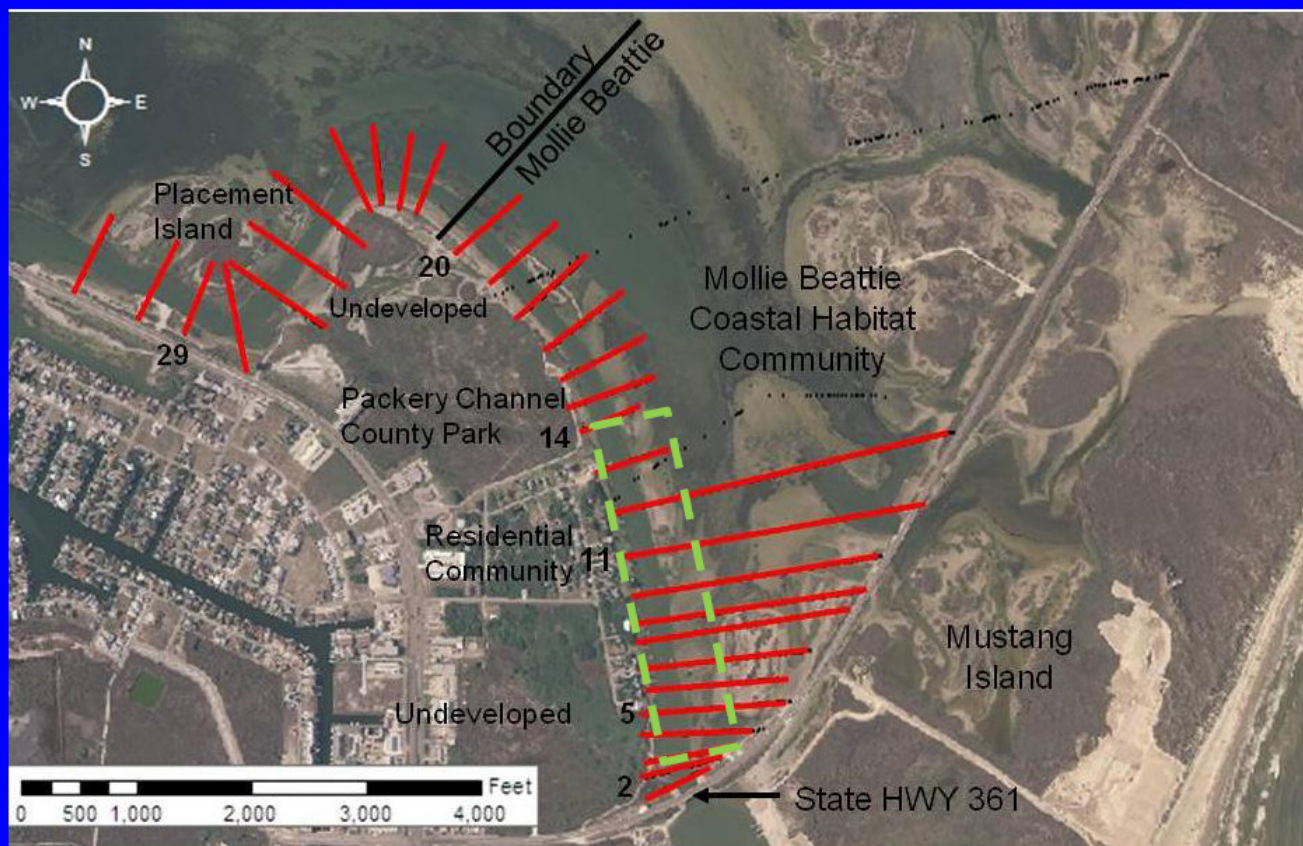 N
W E
S
Boundary
Mollie Beattie
Placement
Island
20
Undeveloped
29
Mollie Beattie
Coastal Habitat
Community
Packery Channel
County Park
14
Residential
Community
11
Mustang
Island
Undeveloped
5
2
State HWY 361
Feet
0 500 1,000 2,000 3,000 4,000